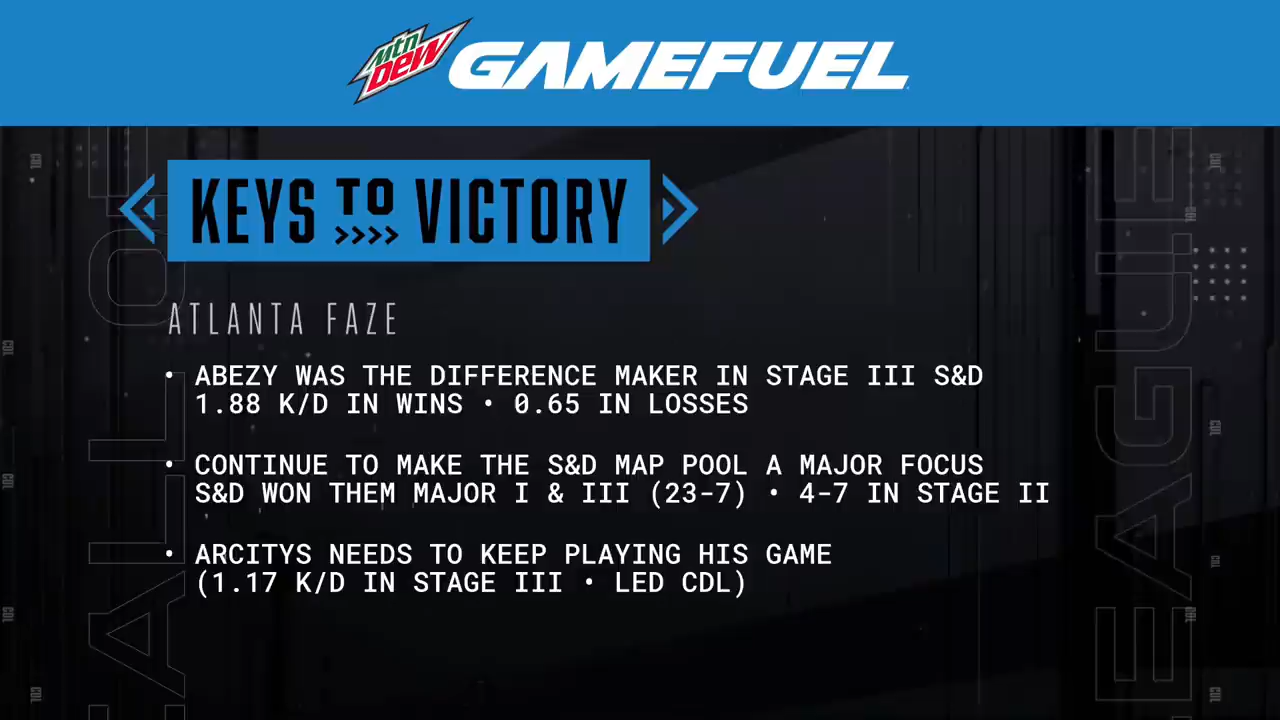 Mtn DEW GAMEFUEL
KEYS TO VICTORY
>>>>
ATLANTA FAZE
• ABEZY WAS THE DIFFERENCE MAKER IN STAGE III S&D
1.88 K/D IN WINS • 0.65 IN LOSSES
• CONTINUE TO MAKE THE S&D MAP POOL A MAJOR FOCUS
S&D WON THEM MAJOR I & III (23-7) • 4-7 IN STAGE II
• ARCITYS NEEDS TO KEEP PLAYING HIS GAME
(1.17 K/D IN STAGE III • LED CDL)